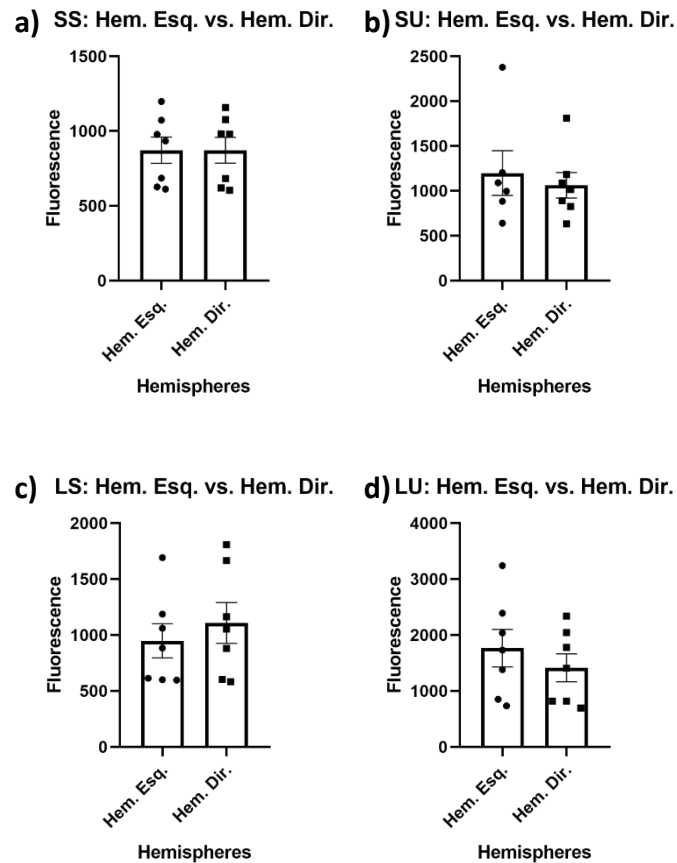 a) SS: Hem. Esq. vs. Hem. Dir.
1500
1000
500
0
Fluorescence
Hem. Esq.
Hem. Dir.
Hemispheres
b) SU: Hem. Esq. vs. Hem. Dir.
2500
2000
1500
1000
500
0
Fluorescence
Hem. Esq.
Hem. Dir.
Hemispheres
c) LS: Hem. Esq. vs. Hem. Dir.
2000
1500
1000
500
0
Fluorescence
Hem. Esq.
Hem. Dir.
Hemispheres
d) LU: Hem. Esq. vs. Hem. Dir.
4000
3000
2000
1000
0
Fluorescence
Hem. Esq.
Hem. Dir.
Hemispheres